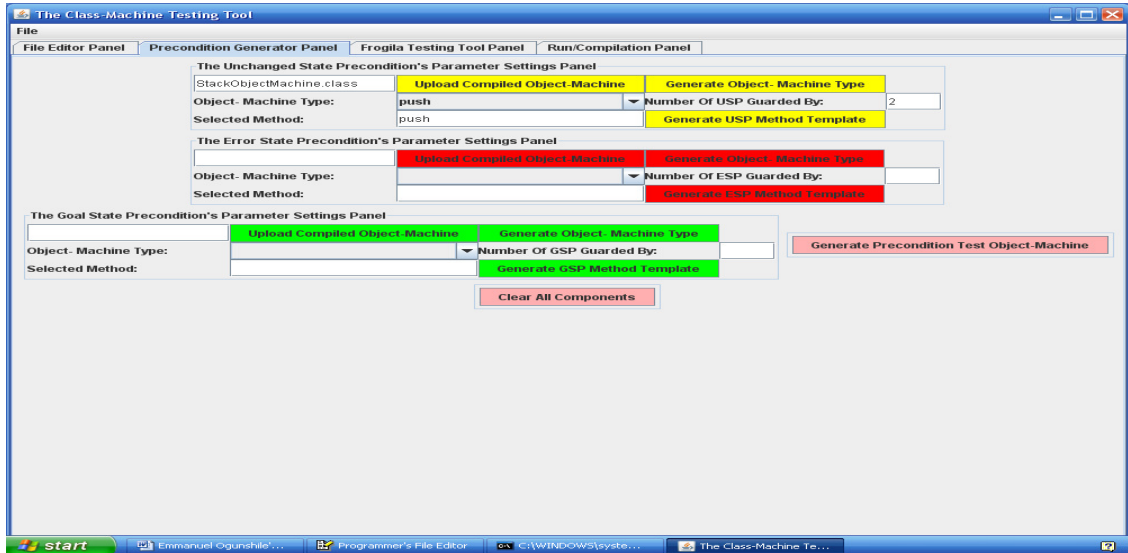 The Class-Machine Testing Tool
File
File Editor Panel Precondition Generator Panel Frogila Testing Tool Panel Run/Compilation Panel
The Unchanged State Precondition's Parameter Settings Panel
StackObjectMachine.class Upload Compiled Object-Machine Generate Object- Machine Type
Object- Machine Type: push Number Of USP Guarded By: 2
Selected Method: push Generate USP Method Template
The Error State Precondition's Parameter Settings Panel
Upload Compiled Object-Machine Generate Object- Machine Type
Object- Machine Type: Number Of ESP Guarded By:
Selected Method: Generate ESP Method Template
The Goal State Precondition's Parameter Settings Panel
Upload Compiled Object-Machine Generate Object- Machine Type
Object- Machine Type: Number Of GSP Guarded By:
Generate Precondition Test Object-Machine
Selected Method: Generate GSP Method Template
Clear All Components
start Emmanuel Ogunshile'... Programmer's File Editor C:\WINDOWS\syste... The Class-Machine Te...